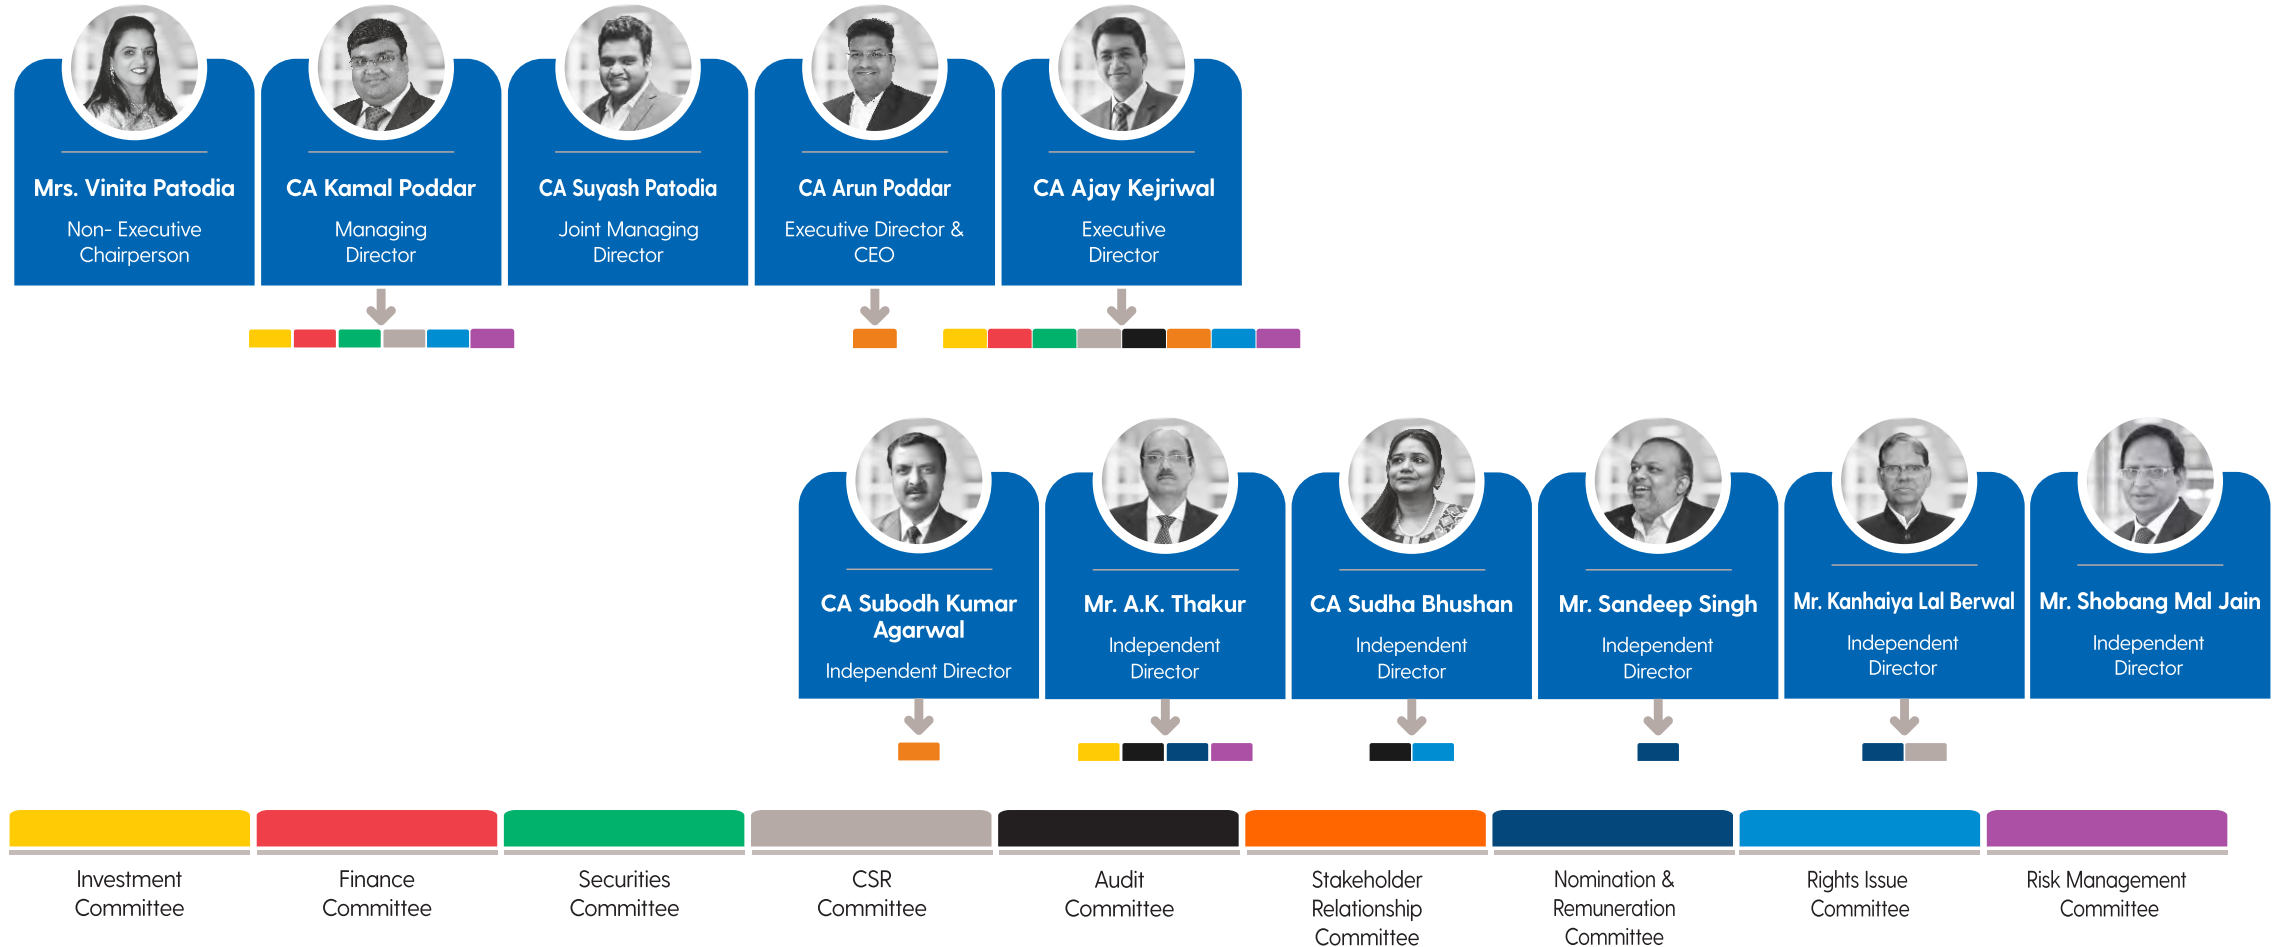 Mrs. Vinita Patodia
Non- Executive
Chairperson
CA Kamal Poddar
Managing
Director
CA Suyash Patodia
Joint Managing
Director
CA Arun Poddar
Executive Director &
CEO
CA Ajay Kejriwal
Executive
Director
CA Subodh Kumar
Agarwal
Independent Director
Mr. A.K. Thakur
Independent
Director
CA Sudha Bhushan
Independent
Director
Mr. Sandeep Singh
Independent
Director
Mr. Kanhaiya Lal Berwal
Independent
Director
Mr. Shobang Mal Jain
Independent
Director
Investment
Committee
Finance
Committee
Securities
Committee
CSR
Committee
Audit
Committee
Stakeholder
Relationship
Committee
Nomination &
Remuneration
Committee
Rights Issue
Committee
Risk Management
Committee